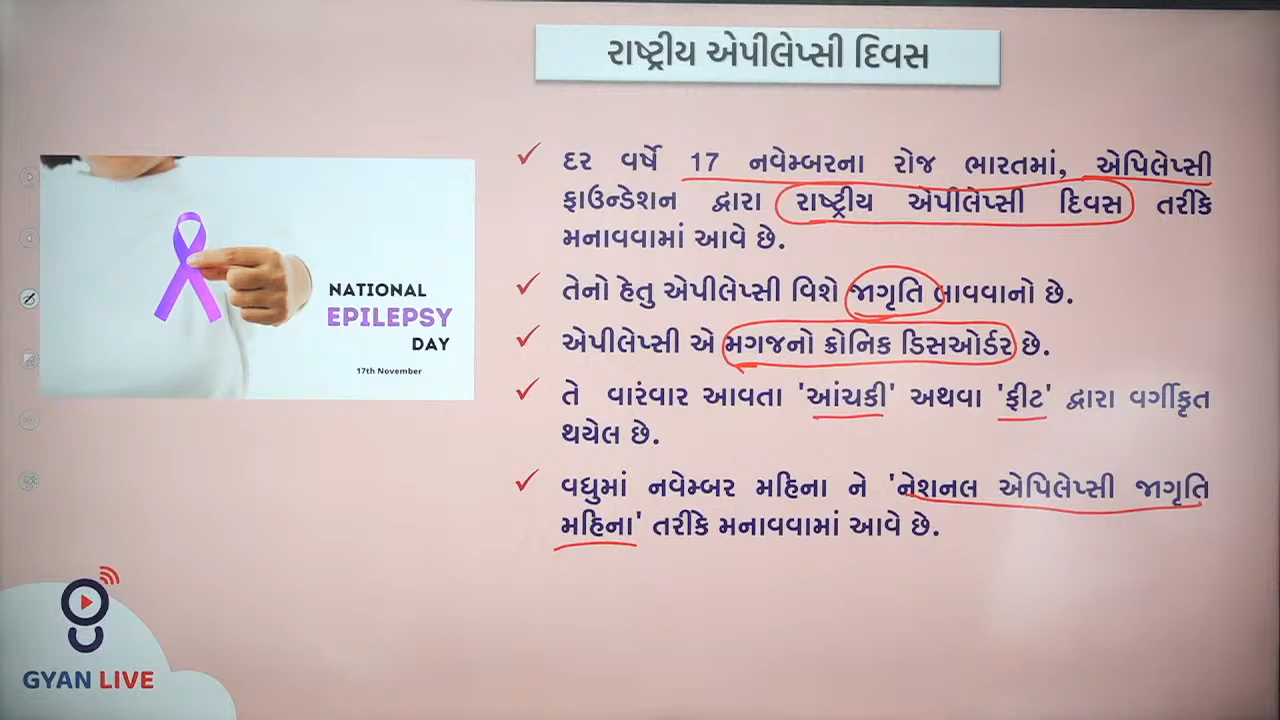 રાષ્ટ્રીય એપીલેપ્સી દિવસ
દર વર્ષે 17 નવેમ્બરના રોજ ભારતમાં, એપિલેપ્સી
ફાઉન્ડેશન દ્વારા રાષ્ટ્રીય એપીલેપ્સી દિવસ તરીકે
મનાવવામાં આવે છે.
તેનો હેતુ એપીલેપ્સી વિશે જાગૃતિ લાવવાનો છે.
એપીલેપ્સી એ મગજનો ક્રોનિક ડિસઓર્ડર છે.
તે વારંવાર આવતા 'આંચકી' અથવા 'ફીટ' દ્વારા વર્ગીકૃત
થયેલ છે.
વધુમાં નવેમ્બર મહિના ને 'નેશનલ એપિલેપ્સી જાગૃતિ
મહિના' તરીકે મનાવવામાં આવે છે.
NATIONAL
EPILEPSY
DAY
17th November
GYAN LIVE